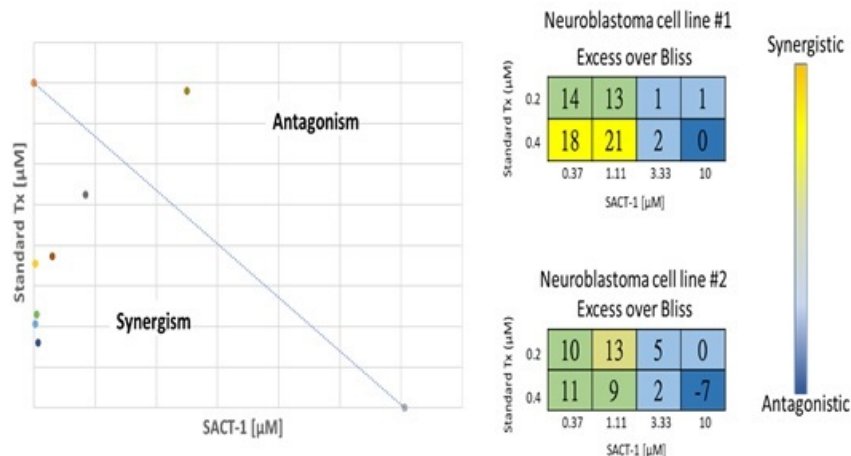 Standard Tx [µM]
Antagonism
Synergism
SACT-1 [µM]
Neuroblastoma cell line #1
Excess over Bliss
Standard Tx (µM)
0.2
14 13 1 1
0.4
18 21 2 0
0.37 1.11 3.33 10
SACT-1 [µM]
Neuroblastoma cell line #2
Excess over Bliss
Standard Tx (µM)
0.2
10 13 5 0
0.4
11 9 2 -7
0.37 1.11 3.33 10
SACT-1 [µM]
Synergistic
Antagonistic